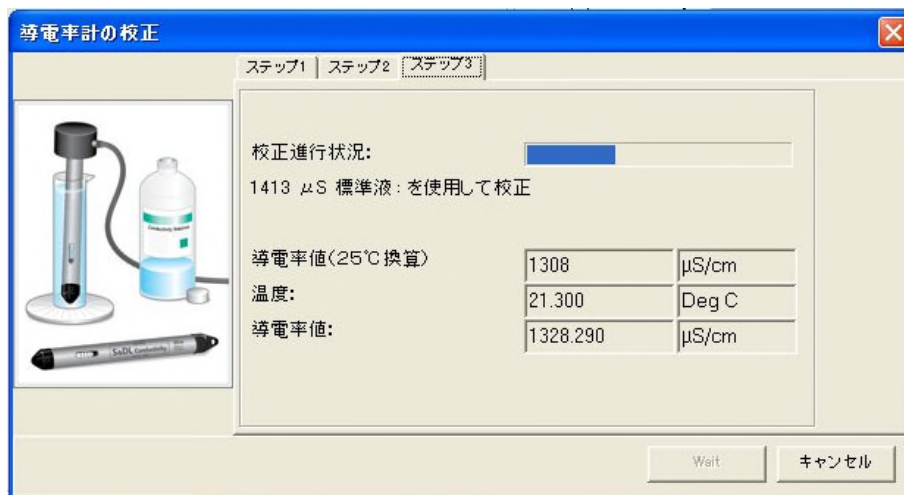 導電率計の校正
ステップ1 ステップ2 ステップ3
校正進行状況:
1413 μS 標準液 : を使用して校正
導電率値(25℃換算) 1308 μS/cm
温度: 21.300 Deg C
導電率値: 1328.290 μS/cm
Wait キャンセル